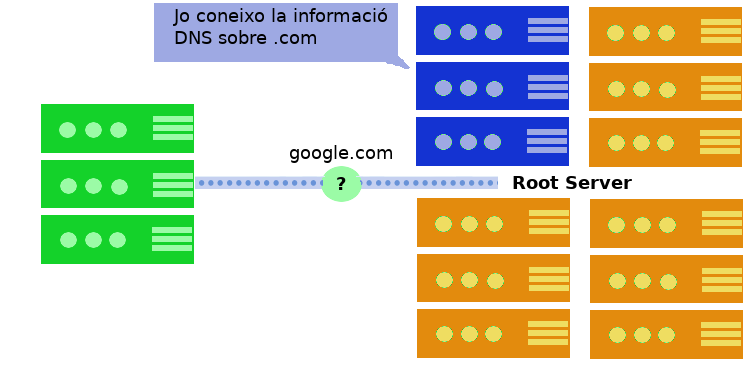 Jo coneixo la informació
DNS sobre .com
google.com
?
Root Server